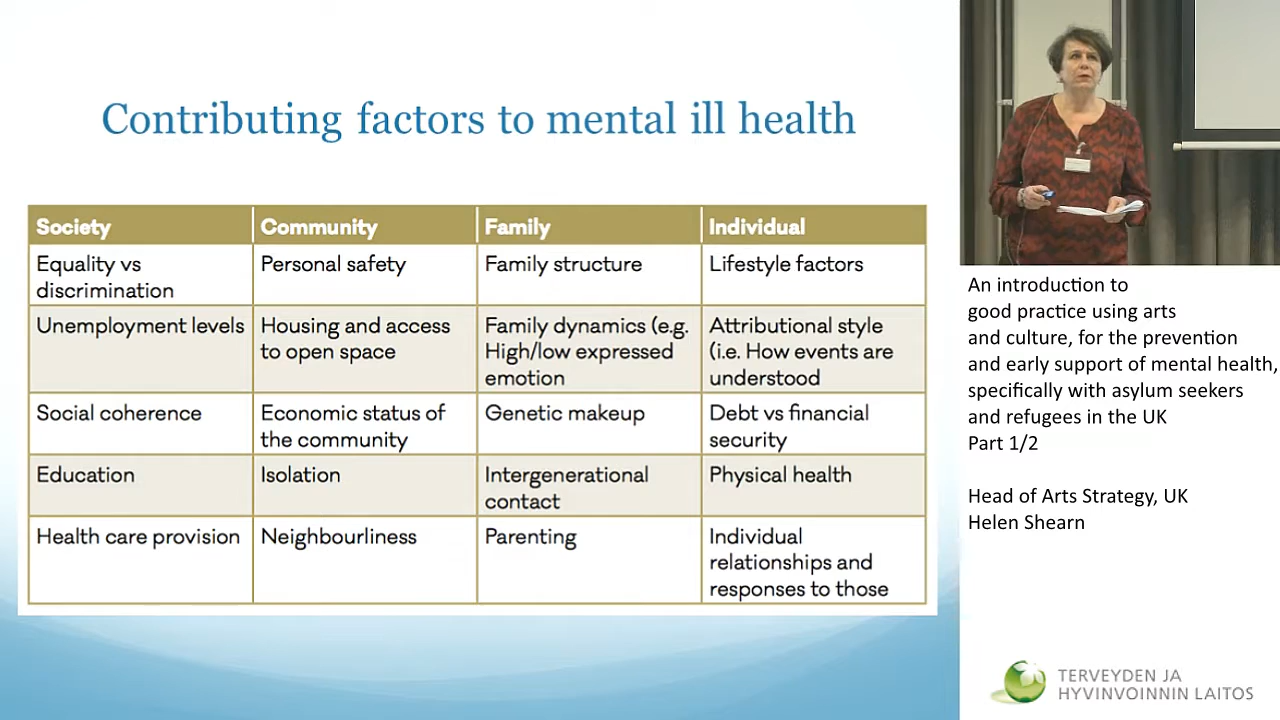 Contributing factors to mental ill health
Society
Community
Family
Individual
Equality vs
discrimination
Personal safety
Family structure
Lifestyle factors
Unemployment levels
Housing and access
to open space
Family dynamics (e.g.
High/low expressed
emotion
Attributional style
(i.e. How events are
understood
Social coherence
Economic status of
the community
Genetic makeup
Debt vs financial
security
Education
Isolation
Intergenerational
contact
Physical health
Health care provision
Neighbourliness
Parenting
Individual
relationships and
responses to those
An introduction to
good practice using arts
and culture, for the prevention
and early support of mental health,
specifically with asylum seekers
and refugees in the UK
Part 1/2
Head of Arts Strategy, UK
Helen Shearn
TERVEYDEN JA
HYVINVOINNIN LAITOS